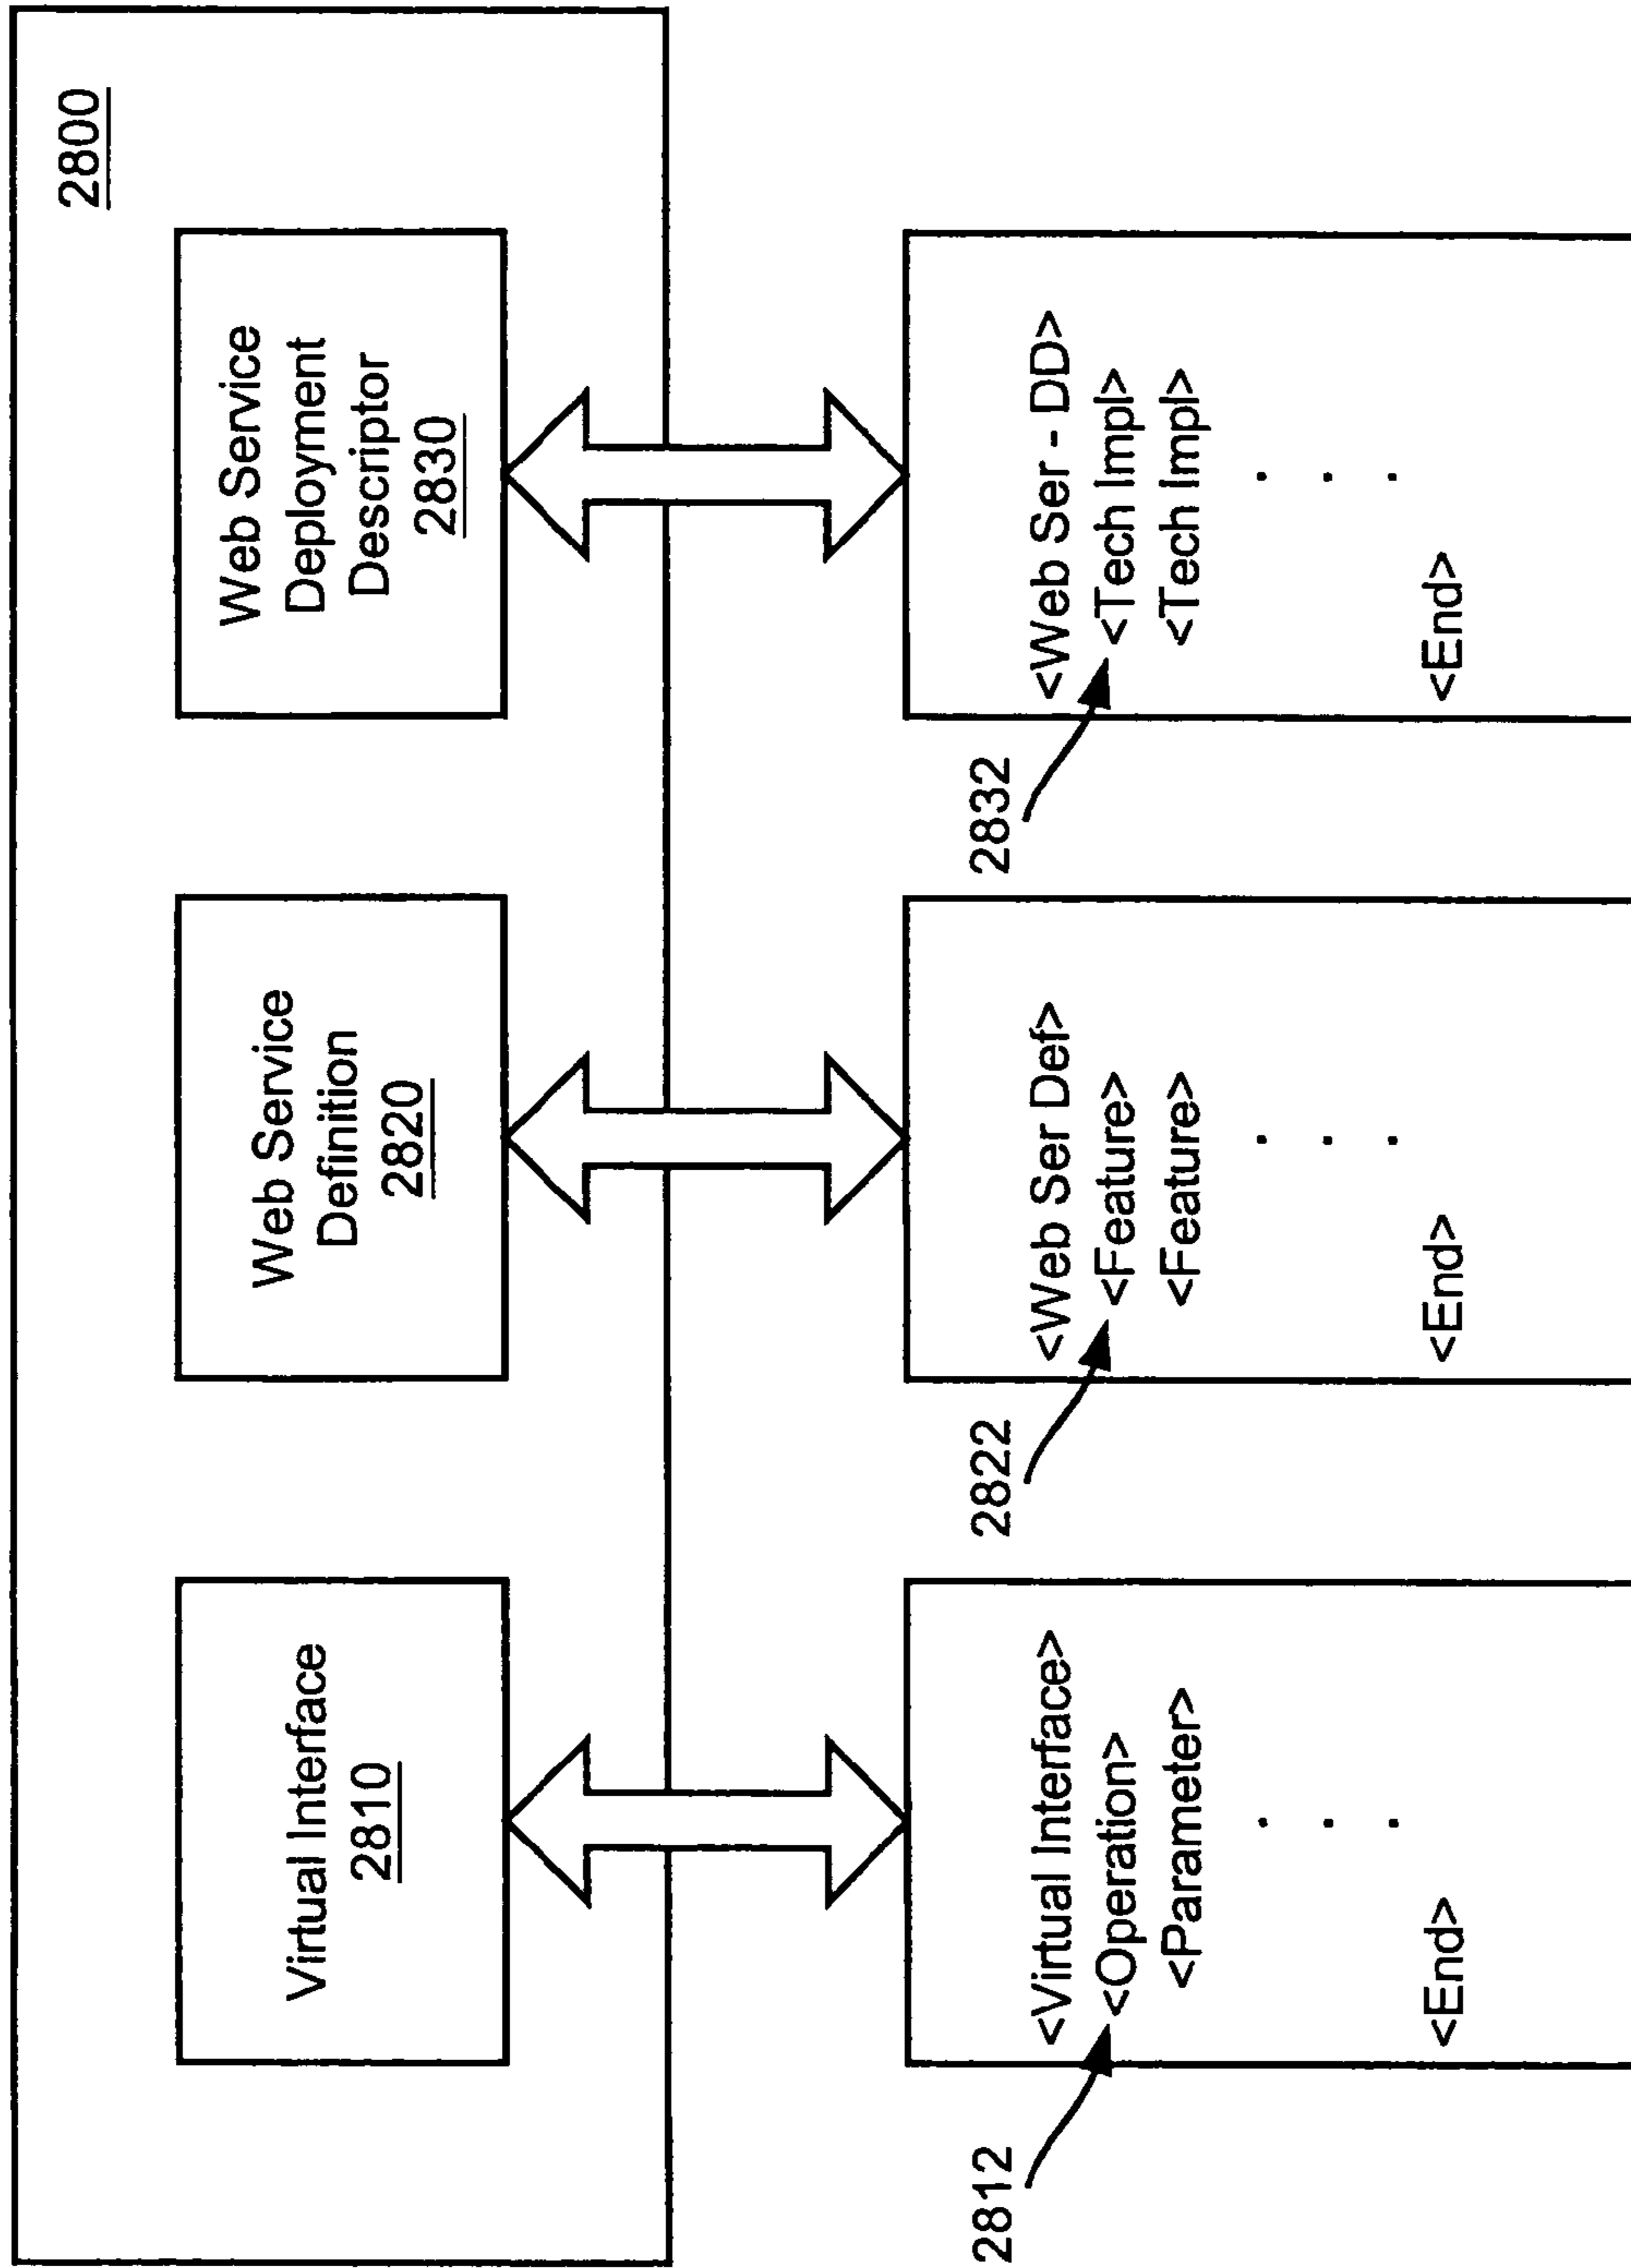 2800
Virtual Interface
2810
Web Service
Definition
2820
Web Service
Deployment
Descriptor
2830
2812
<Virtual Interface>
<Operation>
<Parameter>
. . .
<End>
2822
<Web Ser Def>
<Feature>
<Feature>
. . .
<End>
2832
<Web Ser - DD>
<Tech Impl>
<Tech Impl>
. . .
<End>